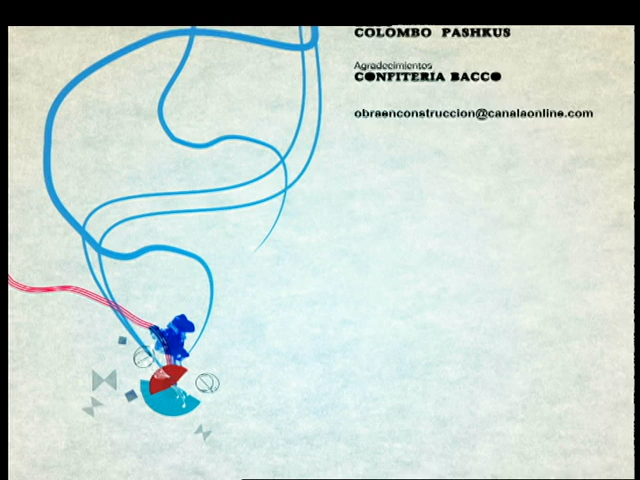 COLOMBO PASHKUS
Agradecimientos
CONFITERIA BACCO
obraenconstruccion@canalaonline.com